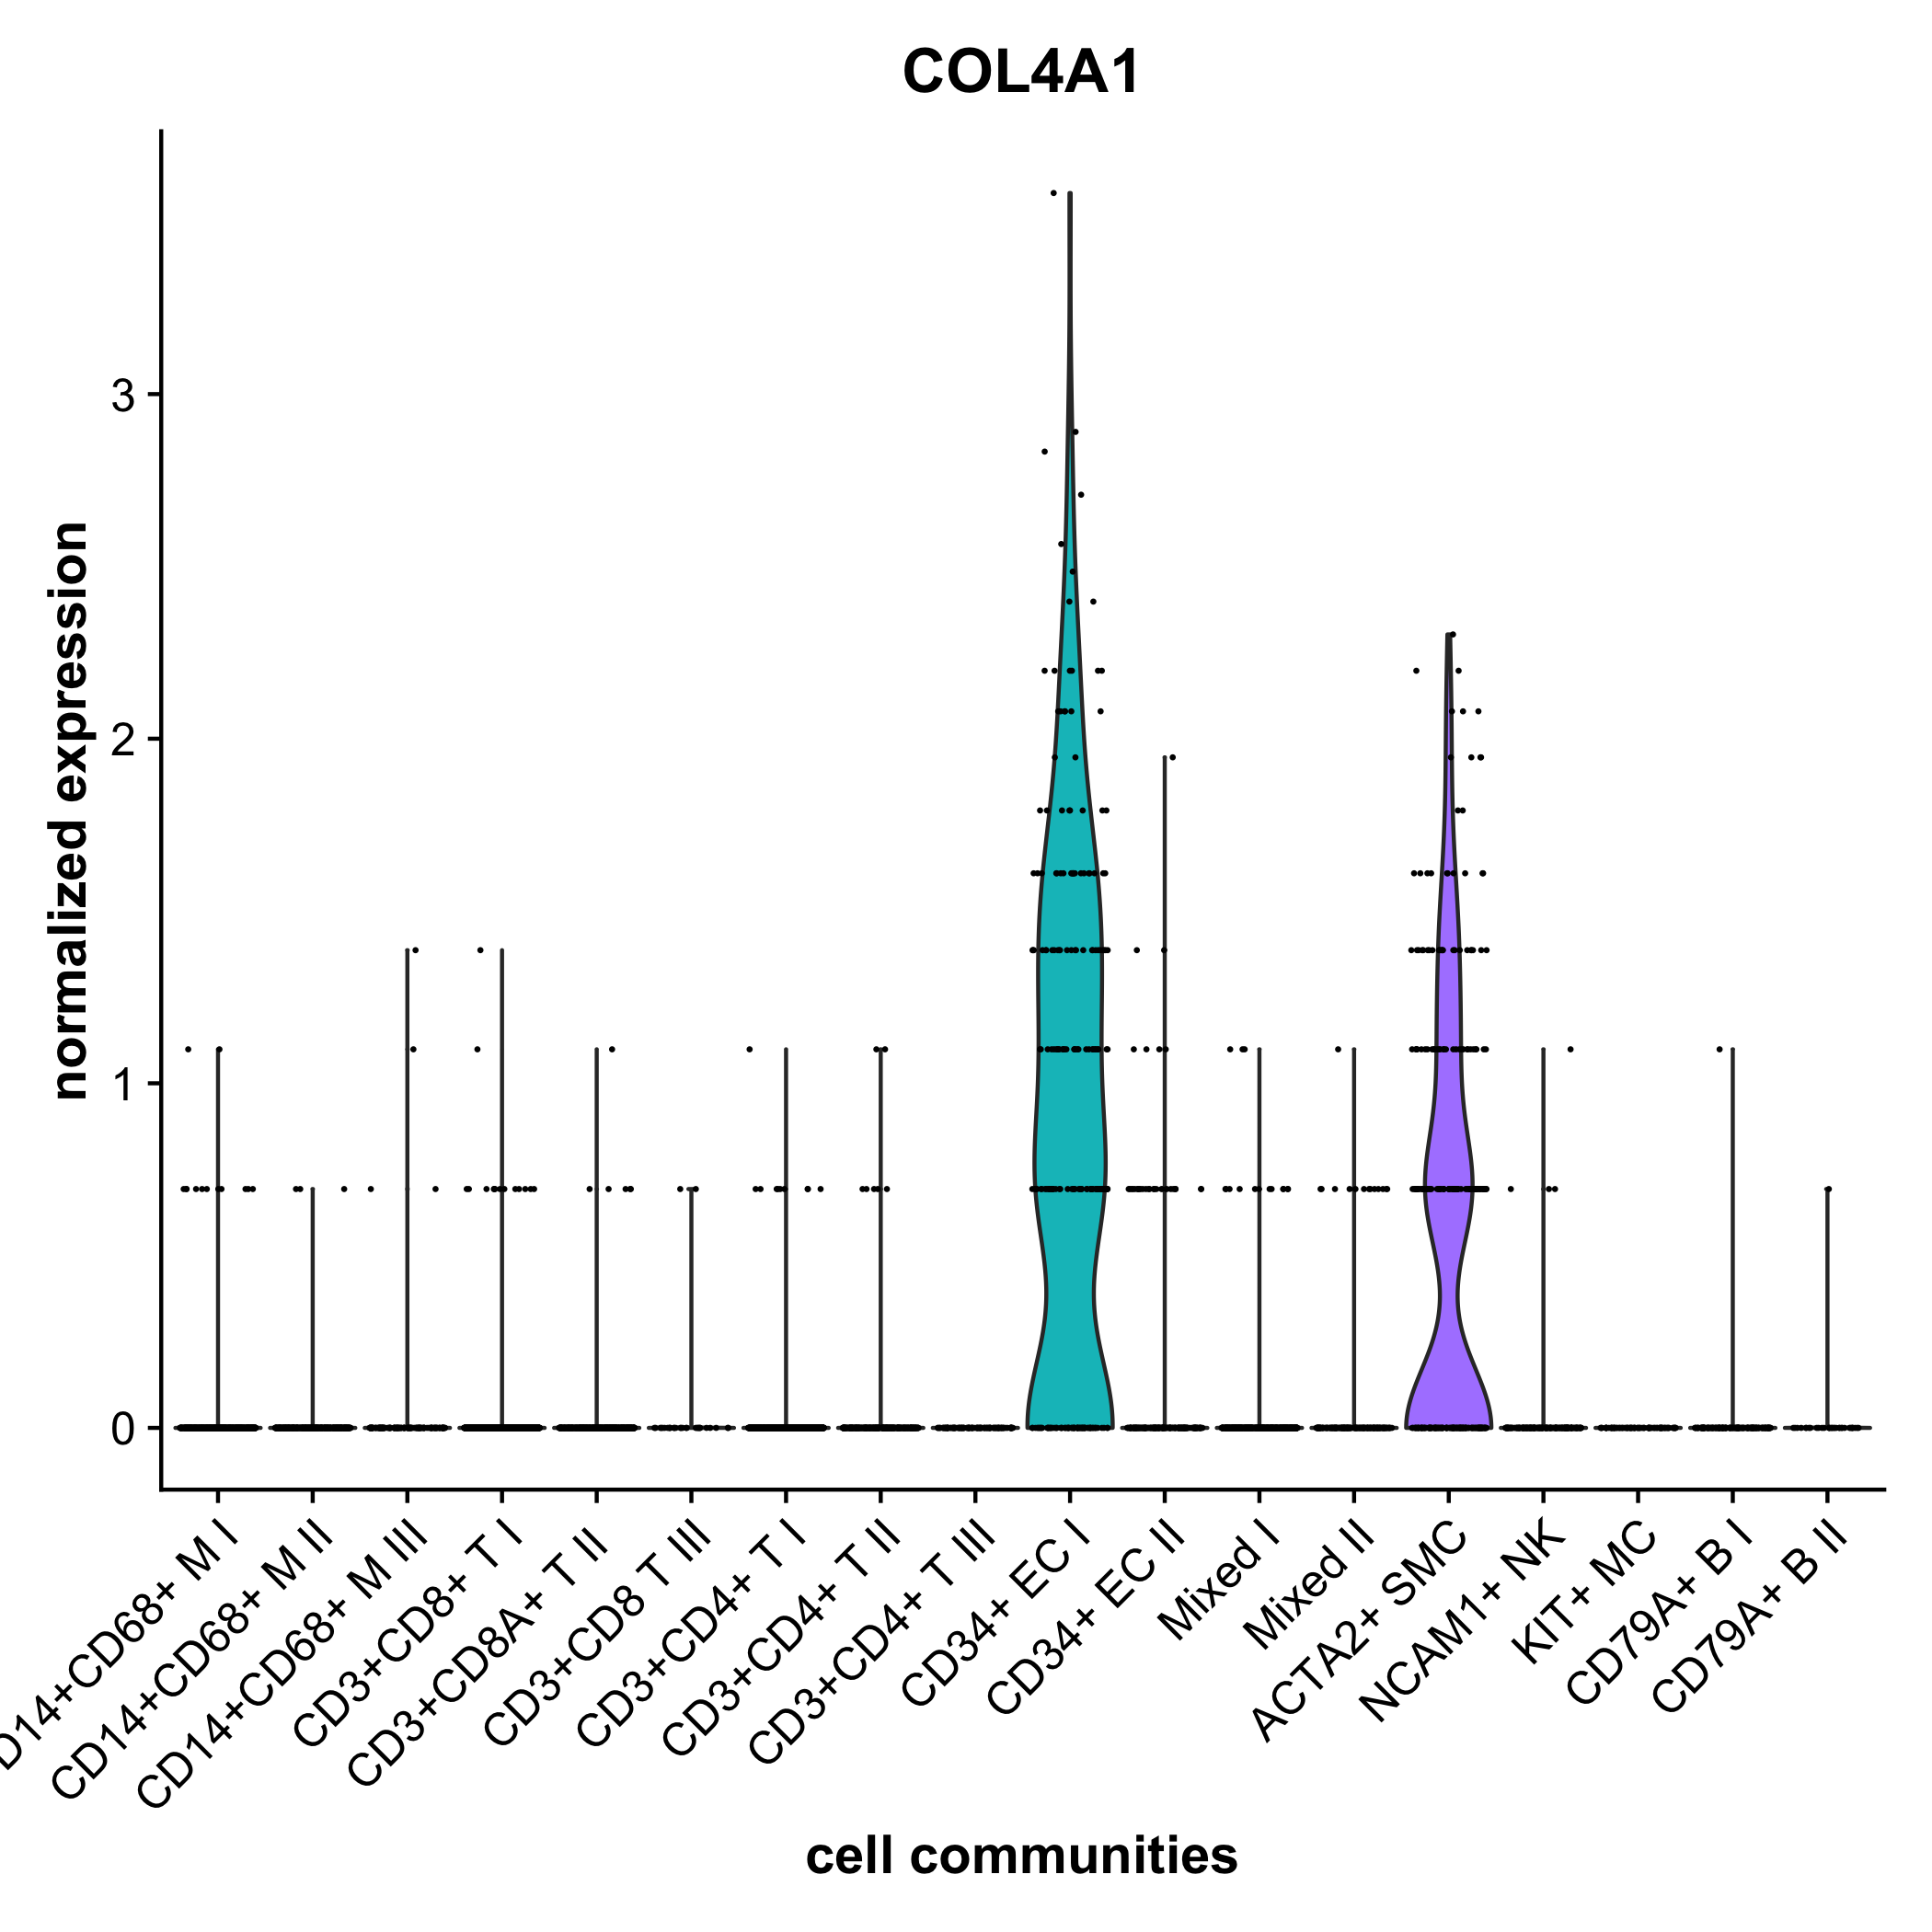 COL4A1
normalized expression
3
2
1
0
D14+CD68+ M I
CD14+CD68+ M II
CD14+CD68+ M III
CD3+CD8+ T I
CD3+CD8A+ T II
CD3+CD8 T III
CD3+CD4+ T I
CD3+CD4+ T II
CD3+CD4+ T III
CD34+ EC I
CD34+ EC II
Mixed I
Mixed II
ACTA2+ SMC
NCAM1+ NK
KIT+ MC
CD79A+ B I
CD79A+ B II
cell communities